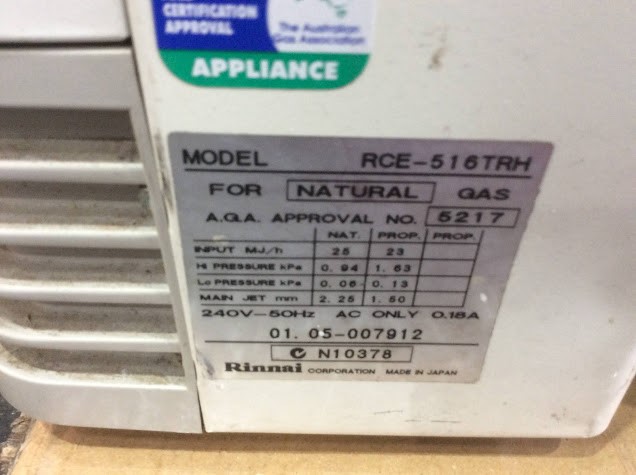 CERTIFICATION
APPROVAL
The Australian
Gas Association
APPLIANCE
MODEL RCE-516TRH
FOR NATURAL GAS
A.G.A. APPROVAL NO. 5217
NAT. PROP. PROP.
INPUT MJ/h 25 23
Hi PRESSURE kPa 0.94 1.63
Lo PRESSURE kPa 0.06 0.13
MAIN JET mm 2.25 1.50
240V-50Hz AC ONLY 0.18A
01.05-007912
N10378
Rinnai CORPORATION MADE IN JAPAN